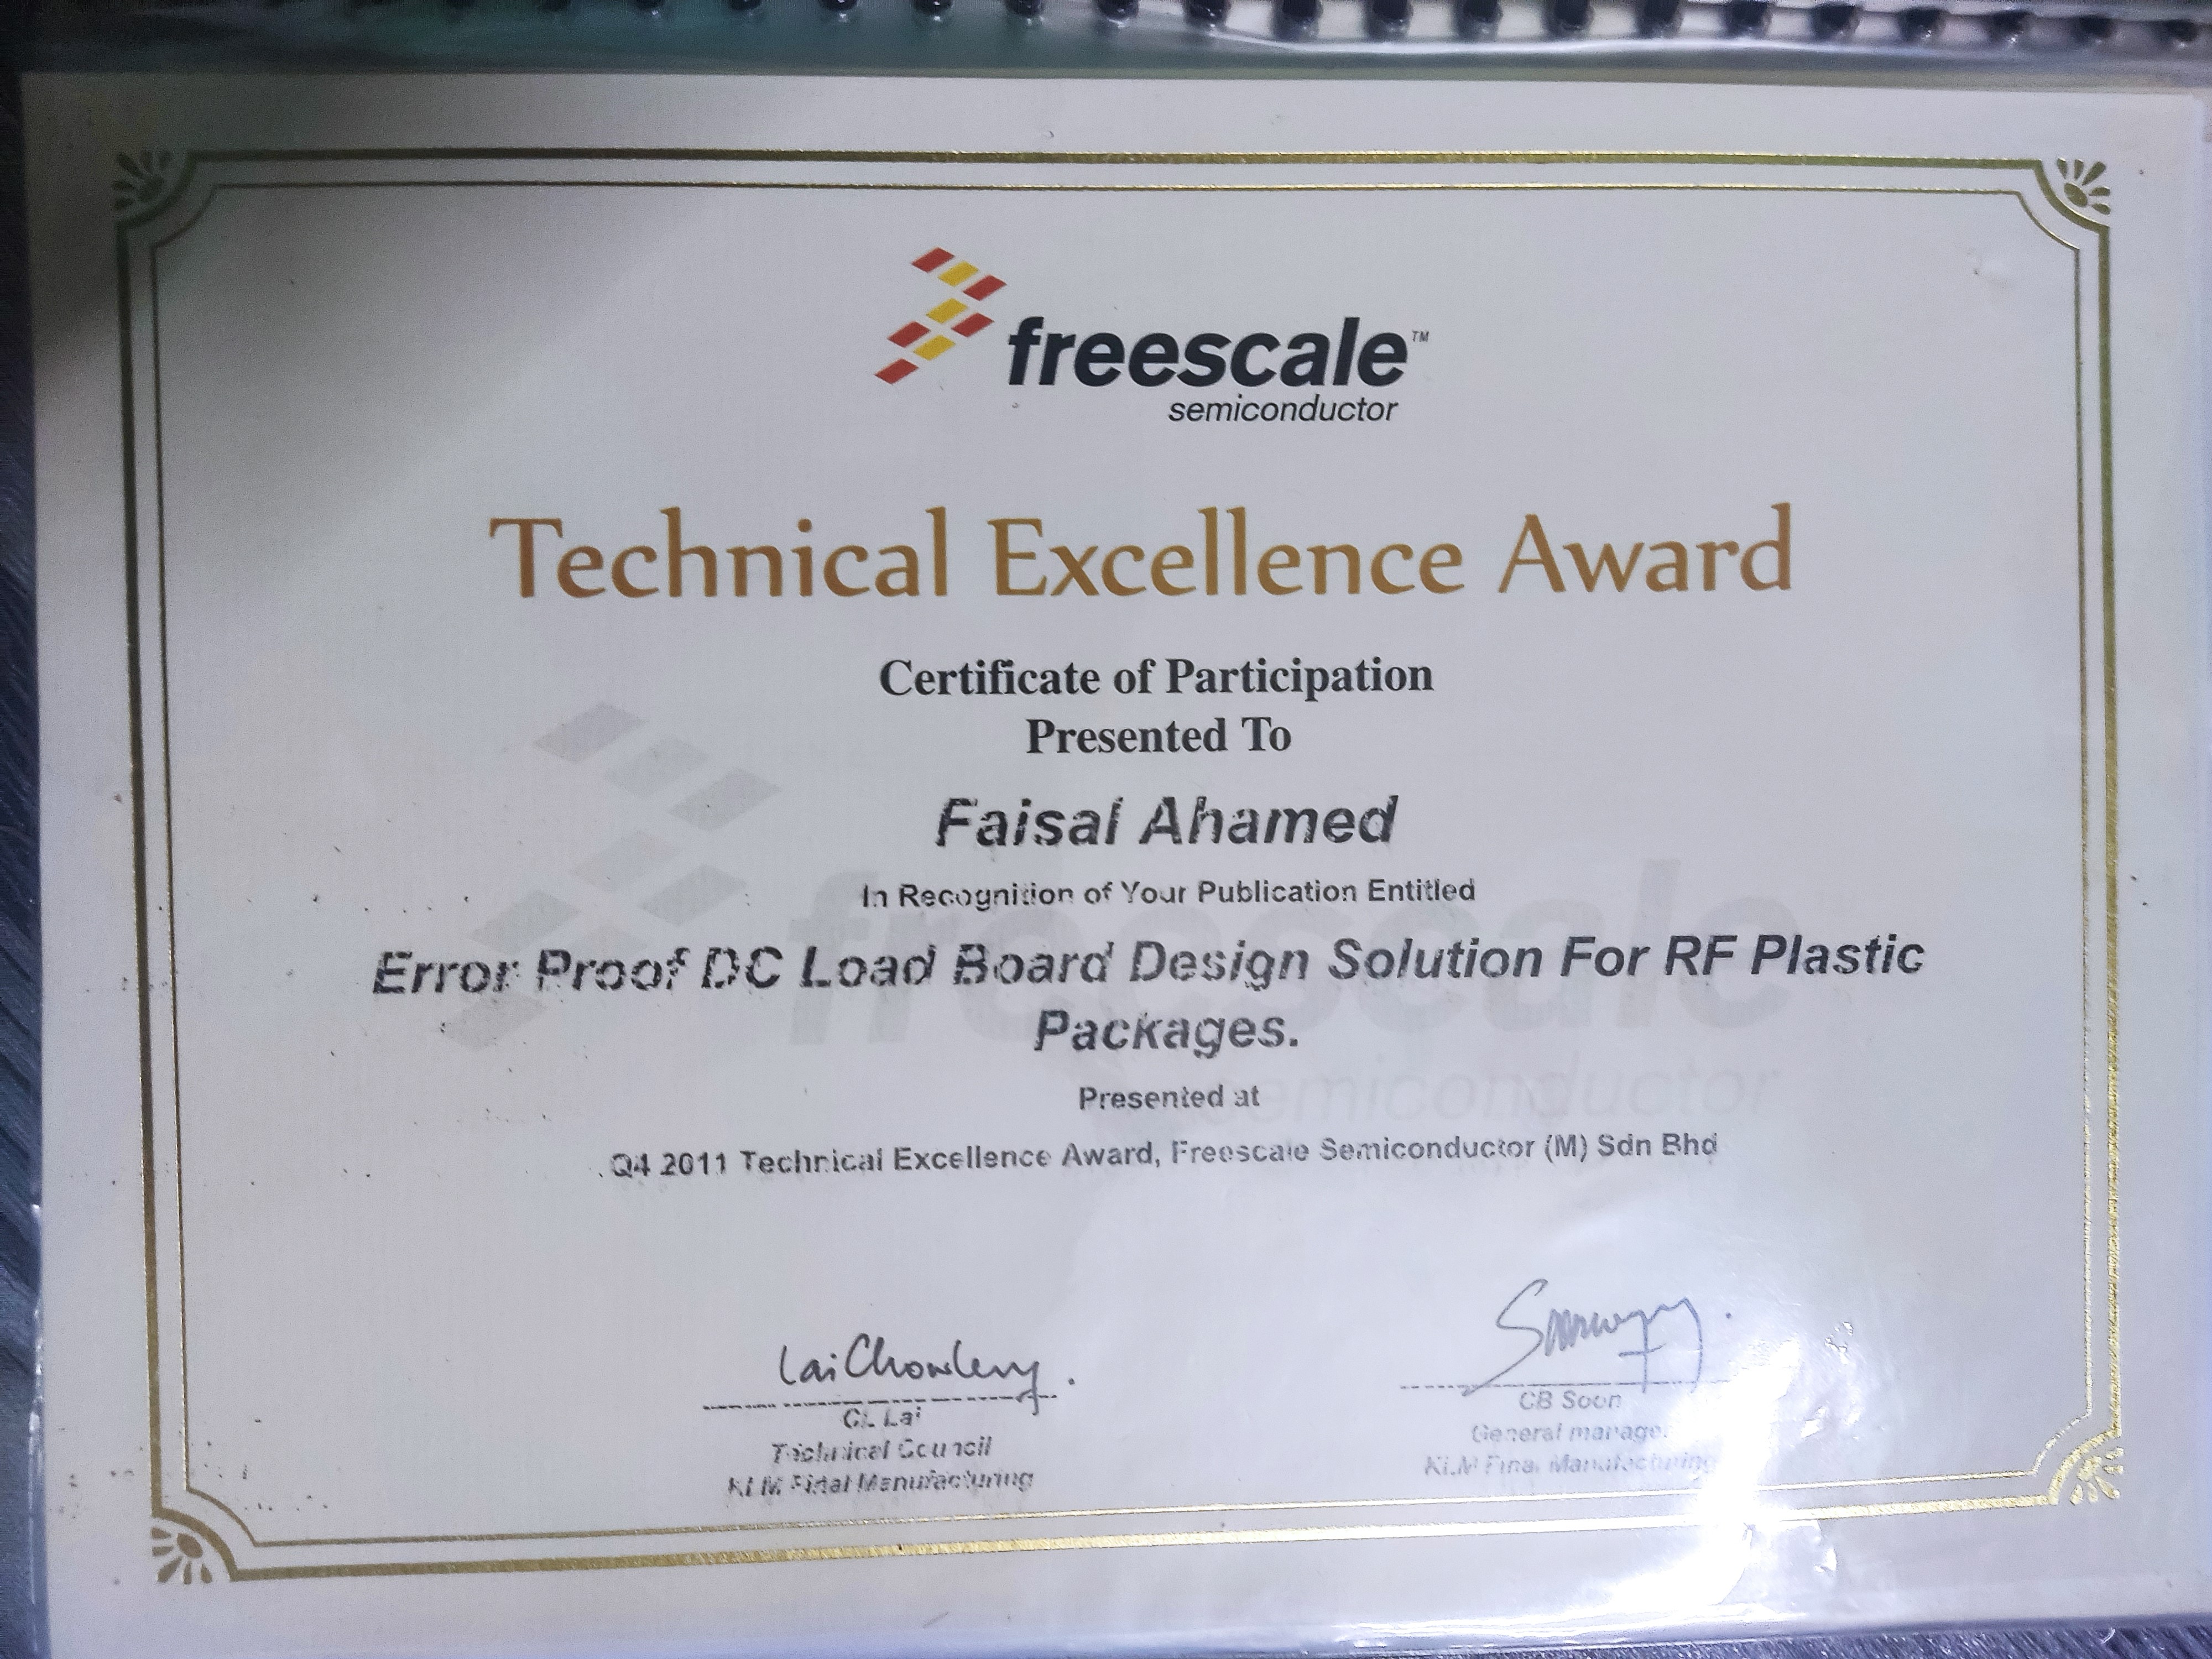 freescale™
semiconductor
Technical Excellence Award
Certificate of Participation
Presented To
Faisal Ahamed
In Recognition of Your Publication Entitled
Error Proof DC Load Board Design Solution For RF Plastic
Packages.
Presented at
Q4 2011 Technical Excellence Award, Freescale Semiconductor (M) Sdn Bhd
CL Lai
Technical Council
KLM Final Manufacturing
CB Soon
General manager
KLM Final Manufacturing
freescale
semiconductor